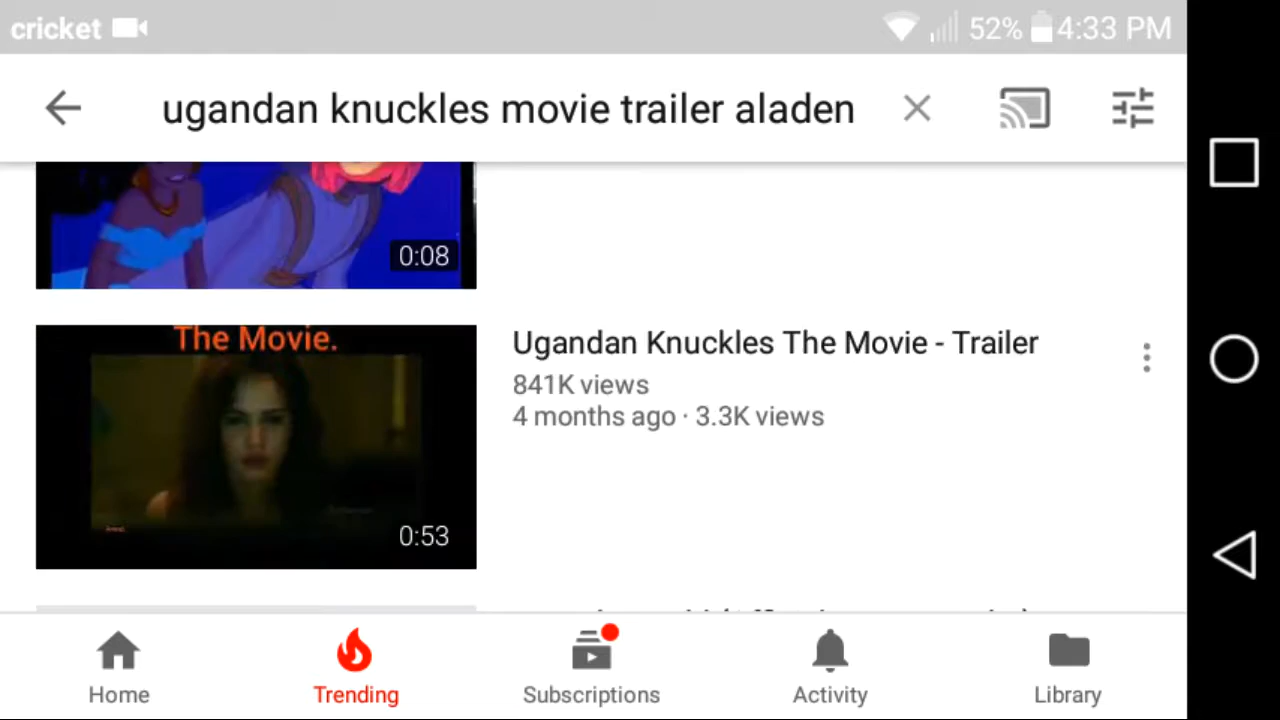 cricket 52% 4:33 PM
ugandan knuckles movie trailer aladen
0:08
The Movie.
0:53
Ugandan Knuckles The Movie - Trailer
841K views
4 months ago · 3.3K views
Home Trending Subscriptions Activity Library